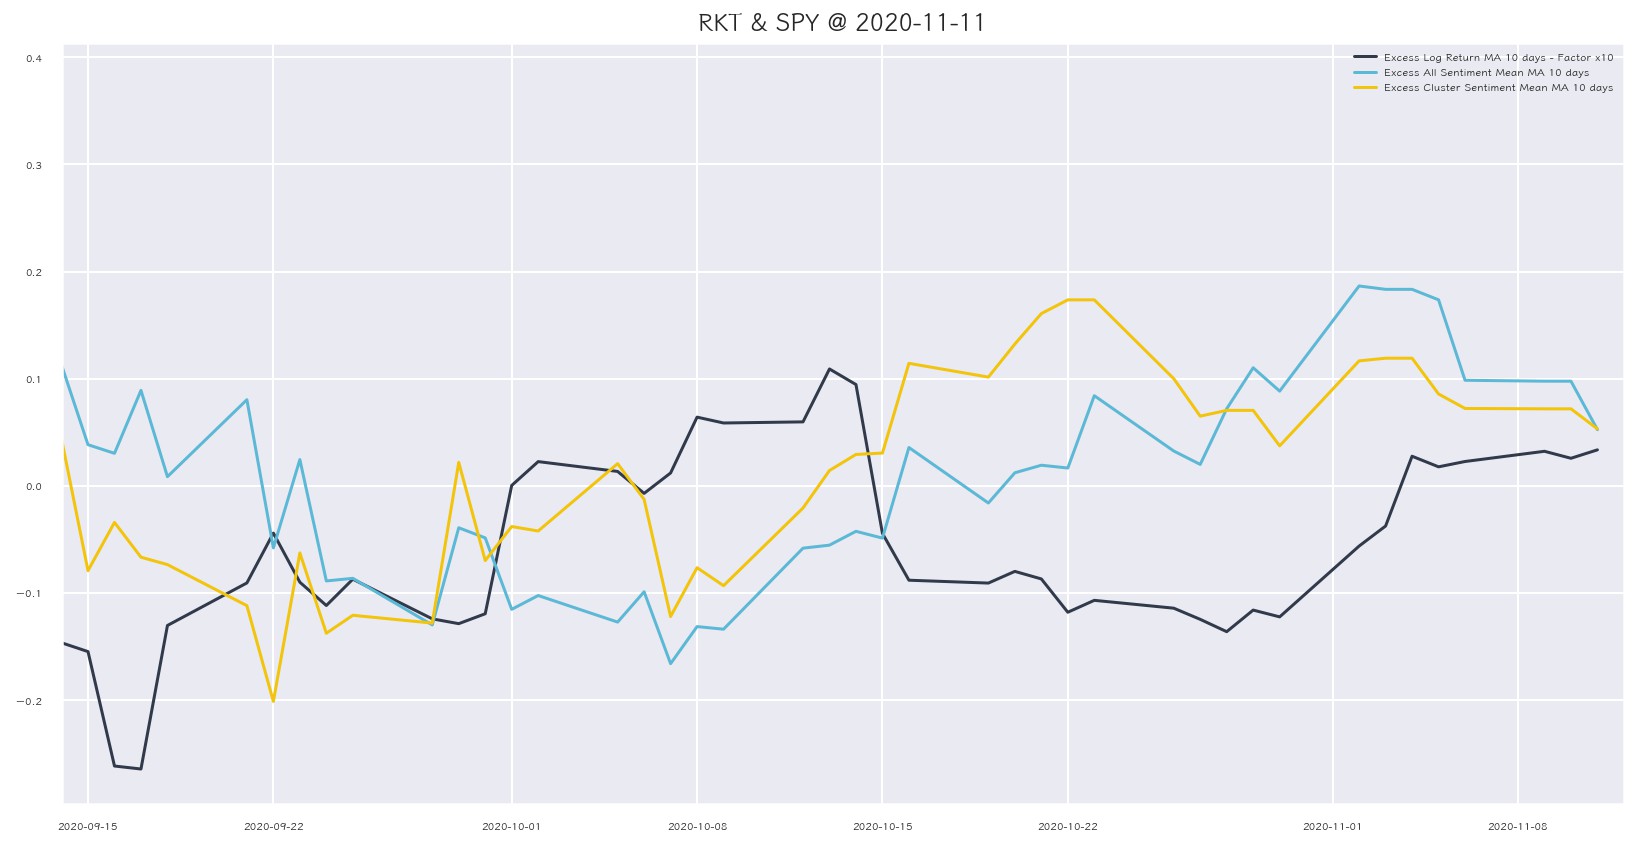 RKT & SPY @ 2020-11-11
Excess Log Return MA 10 days - Factor x10
Excess All Sentiment Mean MA 10 days
Excess Cluster Sentiment Mean MA 10 days
0.4
0.3
0.2
0.1
0.0
−0.1
−0.2
2020-09-15 2020-09-22 2020-10-01 2020-10-08 2020-10-15 2020-10-22 2020-11-01 2020-11-08